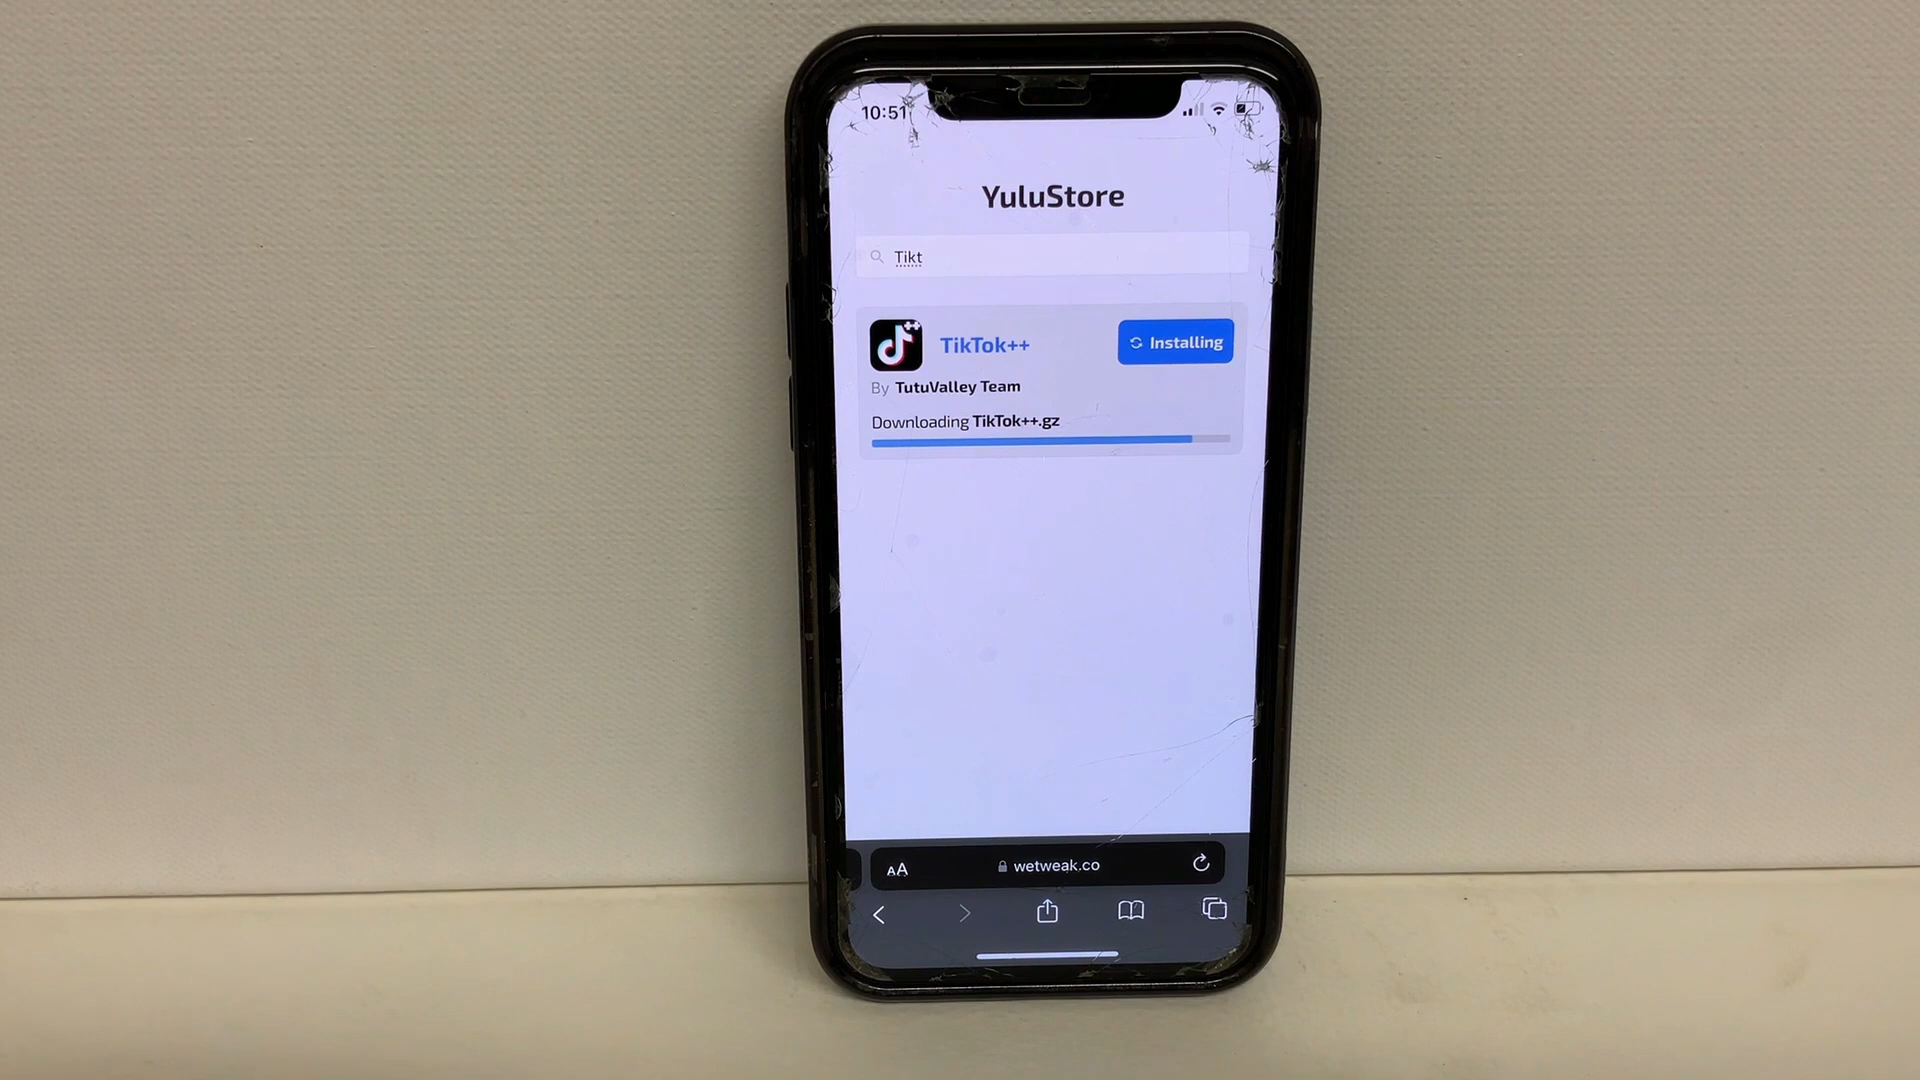 10:51
YuluStore
Tikt
TikTok++
Installing
By TutuValley Team
Downloading TikTok++.gz
AA
wetweak.co